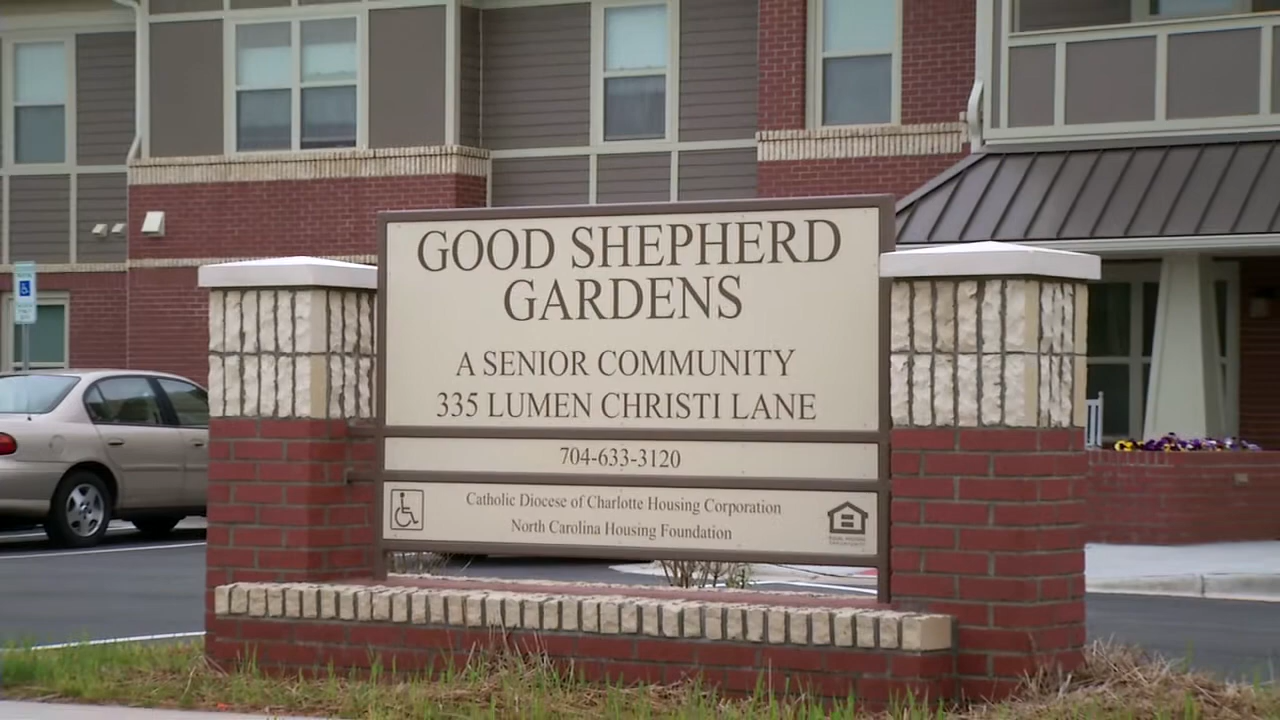 GOOD SHEPHERD
GARDENS
A SENIOR COMMUNITY
335 LUMEN CHRISTI LANE
704-633-3120
Catholic Diocese of Charlotte Housing Corporation
North Carolina Housing Foundation